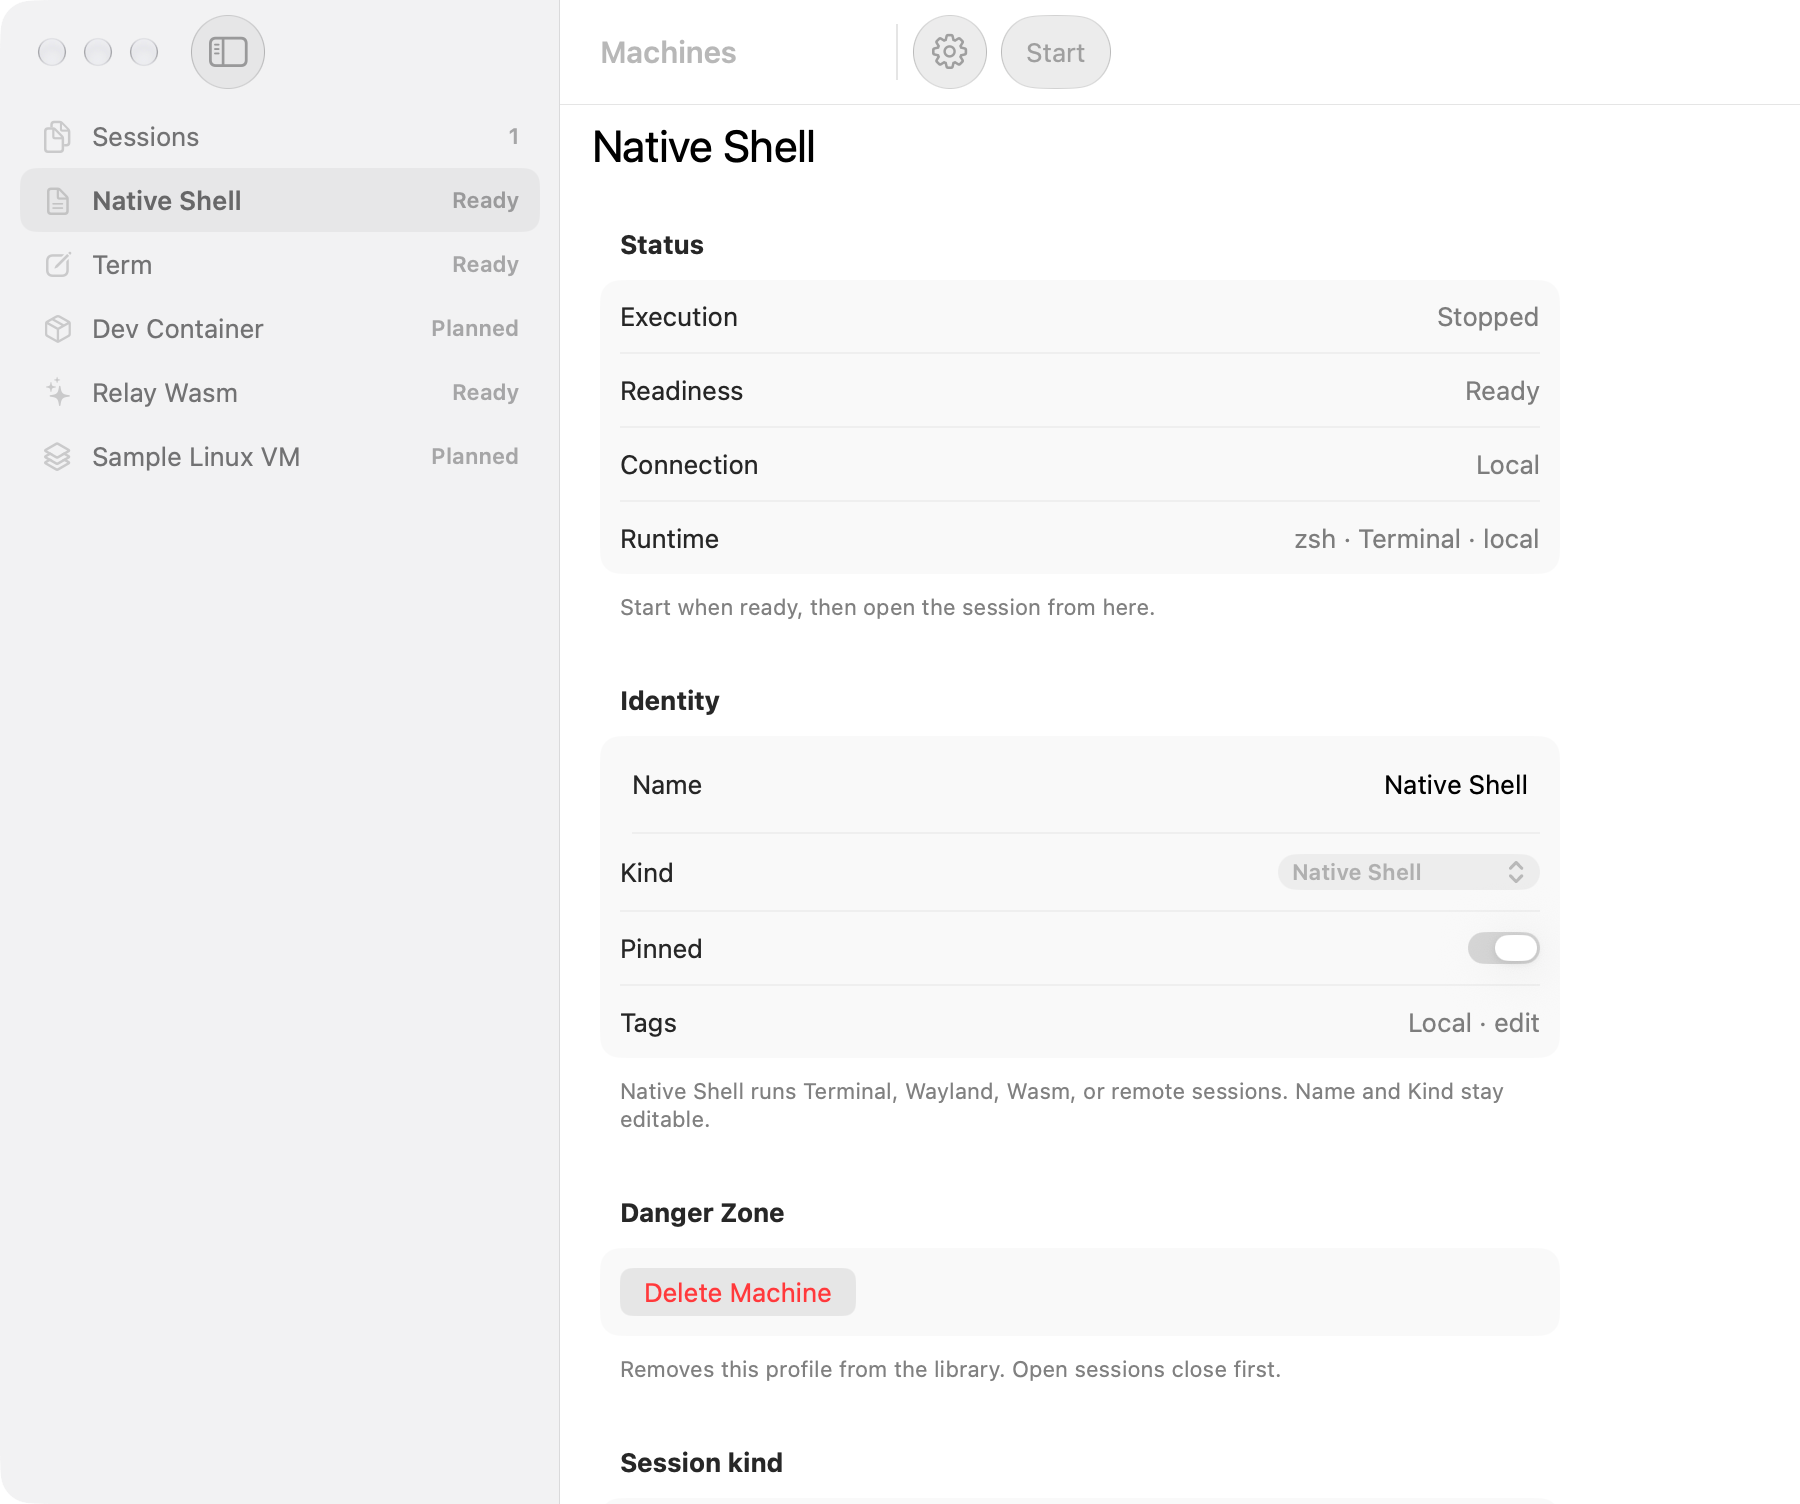 Machines
Start
Sessions 1
Native Shell Ready
Term Ready
Dev Container Planned
Relay Wasm Ready
Sample Linux VM Planned
Native Shell
Status
Execution Stopped
Readiness Ready
Connection Local
Runtime zsh · Terminal · local
Start when ready, then open the session from here.
Identity
Name Native Shell
Kind Native Shell
Pinned
Tags Local · edit
Native Shell runs Terminal, Wayland, Wasm, or remote sessions. Name and Kind stay
editable.
Danger Zone
Delete Machine
Removes this profile from the library. Open sessions close first.
Session kind